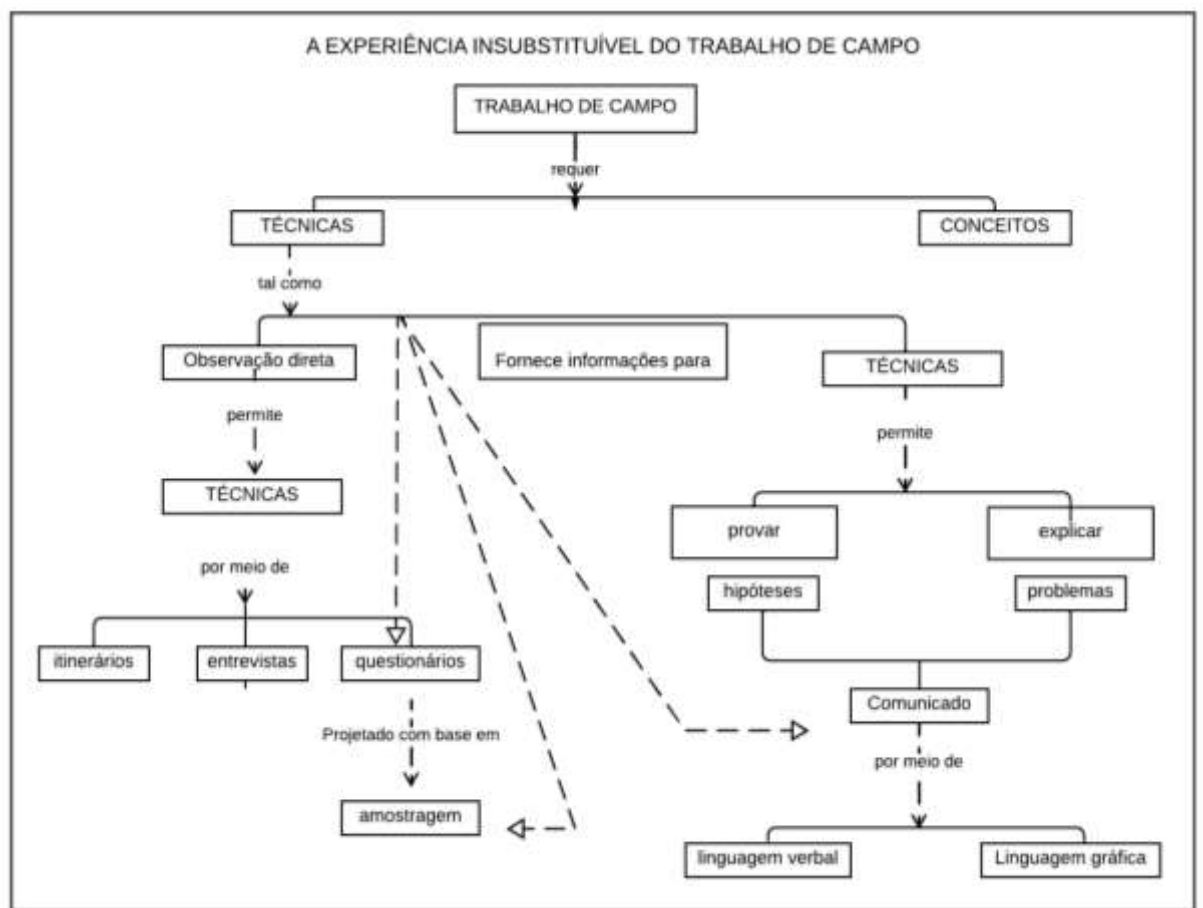 A EXPERIÊNCIA INSUBSTITUÍVEL DO TRABALHO DE CAMPO
TRABALHO DE CAMPO
requer
TÉCNICAS
CONCEITOS
tal como
Observação direta
Fornece informações para
TÉCNICAS
permite
permite
TÉCNICAS
provar
explicar
por meio de
hipóteses
problemas
itinerários
entrevistas
questionários
Comunicado
Projetado com base em
por meio de
amostragem
linguagem verbal
Linguagem gráfica